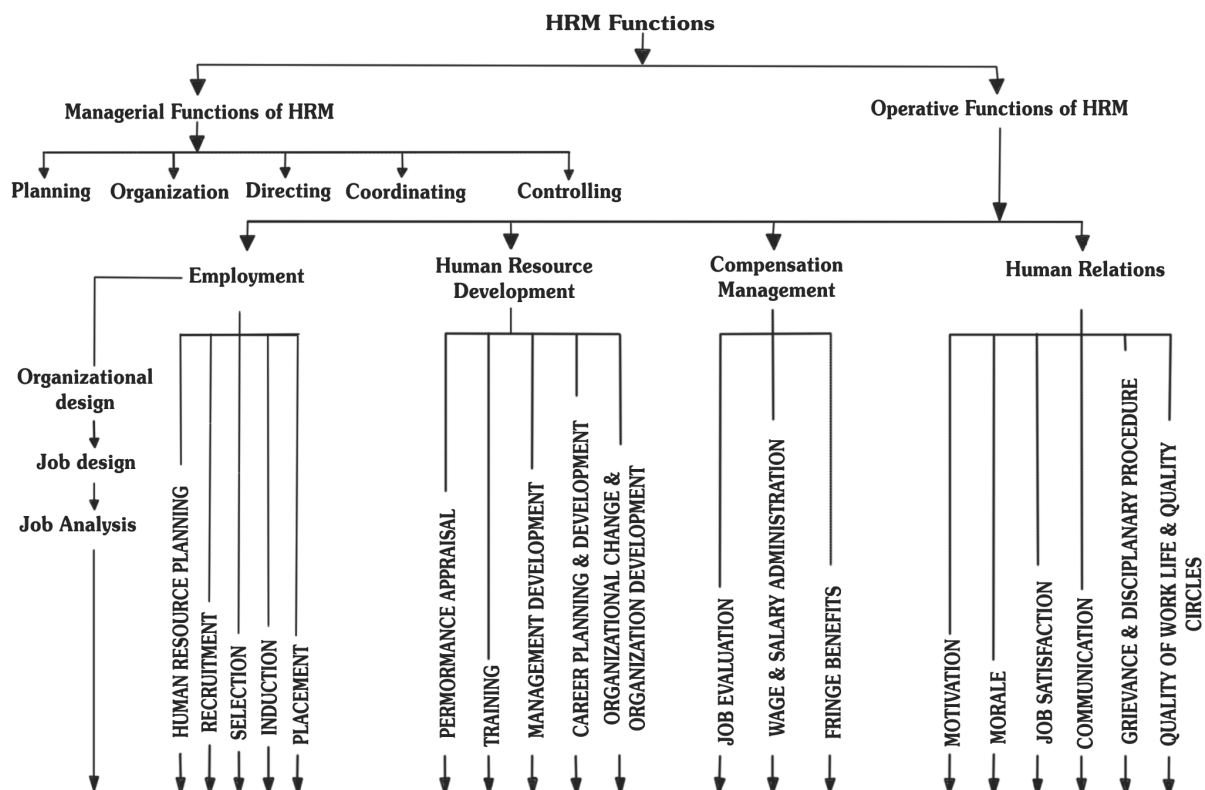 HRM Functions
Managerial Functions of HRM
Operative Functions of HRM
Planning
Organization
Directing
Coordinating
Controlling
Employment
Human Resource
Development
Compensation
Management
Human Relations
Organizational
design
Job design
Job Analysis
HUMAN RESOURCE PLANNING
RECRUITMENT
SELECTION
INDUCTION
PLACEMENT
PERMORMANCE APPRAISAL
TRAINING
MANAGEMENT DEVELOPMENT
CAREER PLANNING & DEVELOPMENT
ORGANIZATIONAL CHANGE &
ORGANIZATION DEVELOPMENT
JOB EVALUATION
WAGE & SALARY ADMINISTRATION
FRINGE BENEFITS
MOTIVATION
MORALE
JOB SATISFACTION
COMMUNICATION
GRIEVANCE & DISCIPLANARY PROCEDURE
QUALITY OF WORK LIFE & QUALITY
CIRCLES